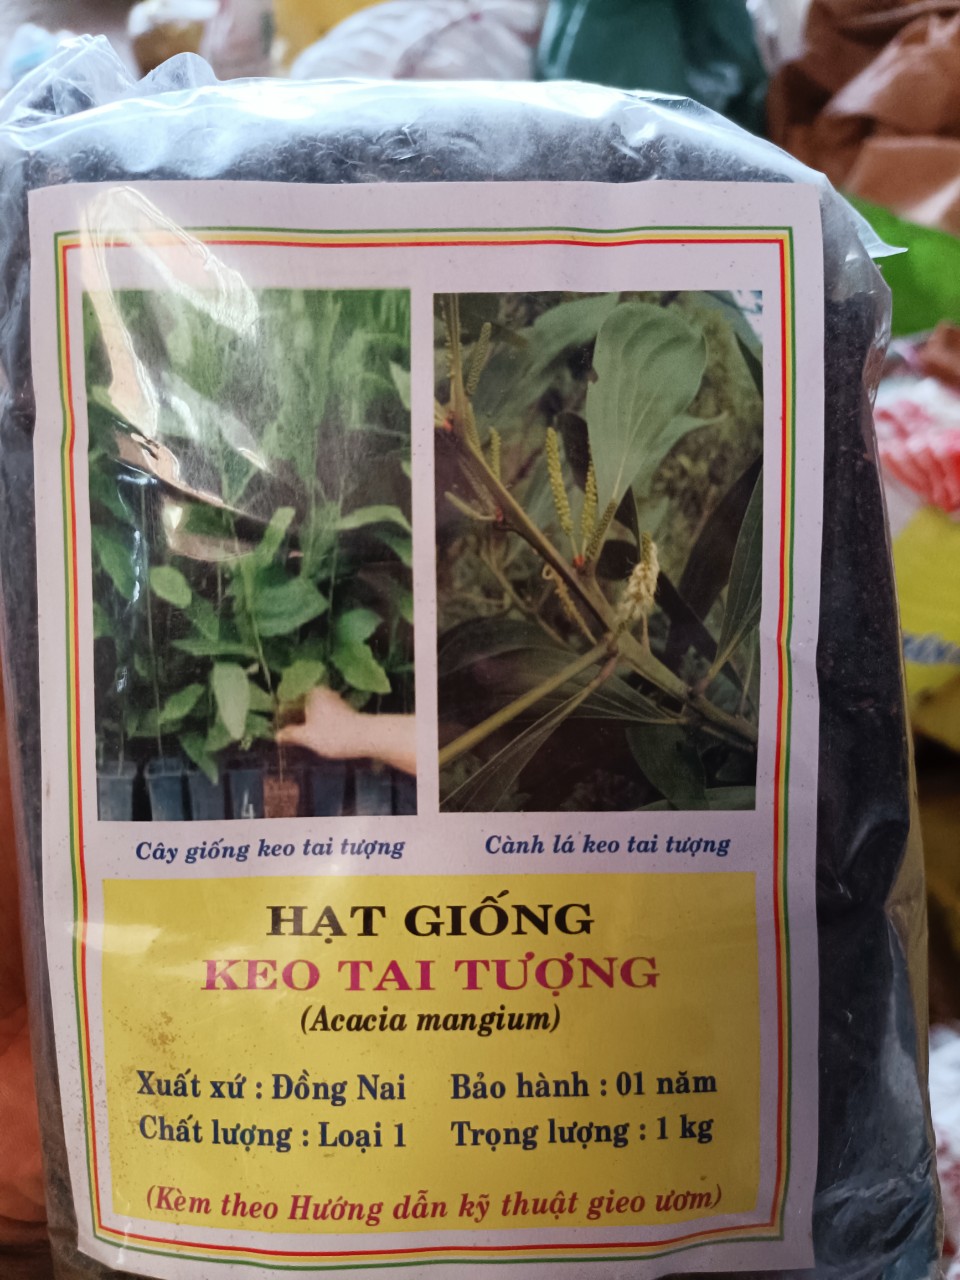 Cây giống keo tai tượng
Cành lá keo tai tượng
HẠT GIỐNG
KEO TAI TƯỢNG
(Acacia mangium)
Xuất xứ : Đồng Nai Bảo hành : 01 năm
Chất lượng : Loại 1 Trọng lượng : 1 kg
(Kèm theo Hướng dẫn kỹ thuật gieo ươm)